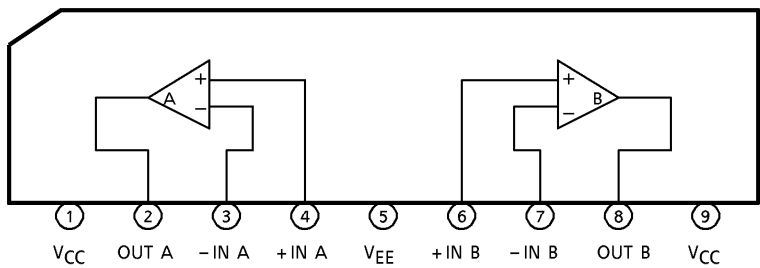 + +
A B
− −
1 2 3 4 5 6 7 8 9
VCC OUT A −IN A +IN A VEE +IN B −IN B OUT B VCC